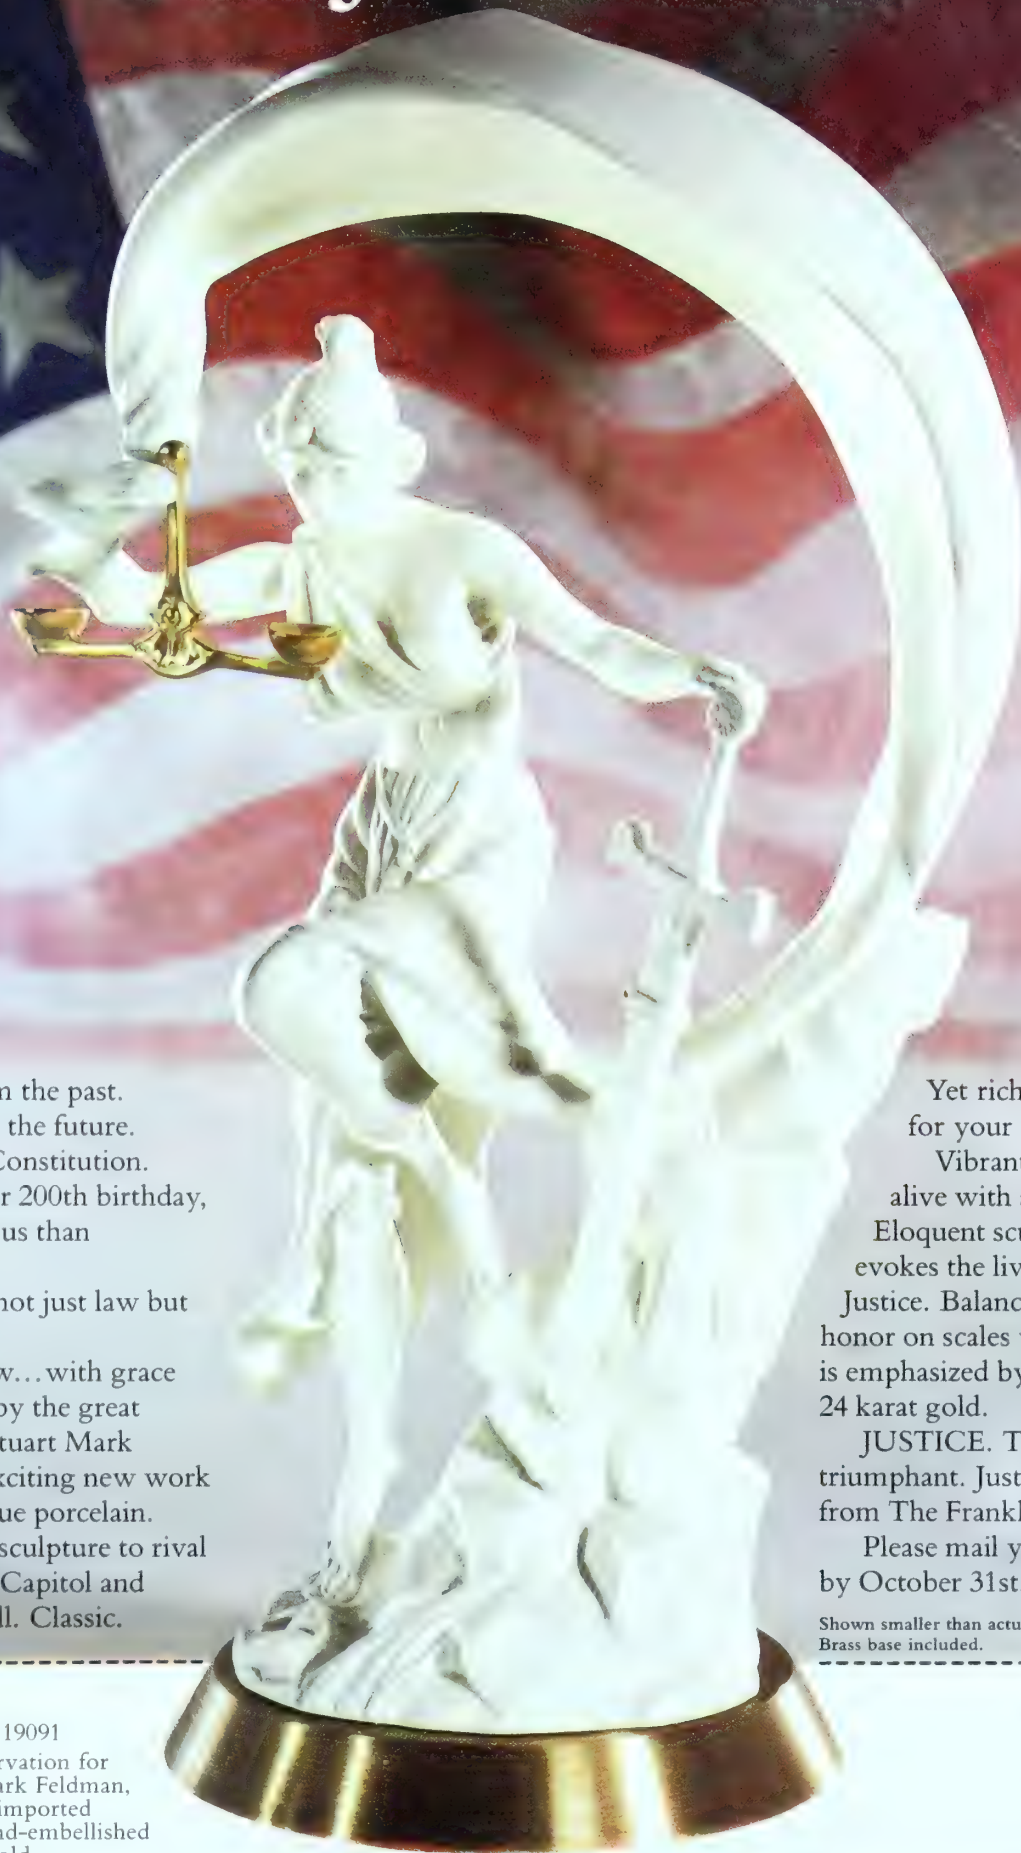 n the past.
the future.
Constitution.
r 200th birthday,
us than
not just law but
w...with grace
by the great
tuart Mark
xciting new work
ue porcelain.
sculpture to rival
Capitol and
ll. Classic.
Yet rich
for your
Vibrant
alive with
Eloquent scu
evokes the liv
Justice. Balanc
honor on scales
is emphasized by
24 karat gold.
JUSTICE. T
triumphant. Just
from The Frankl
Please mail y
by October 31st
Shown smaller than actu
Brass base included.
19091
rvation for
ark Feldman,
imported
nd-embellished